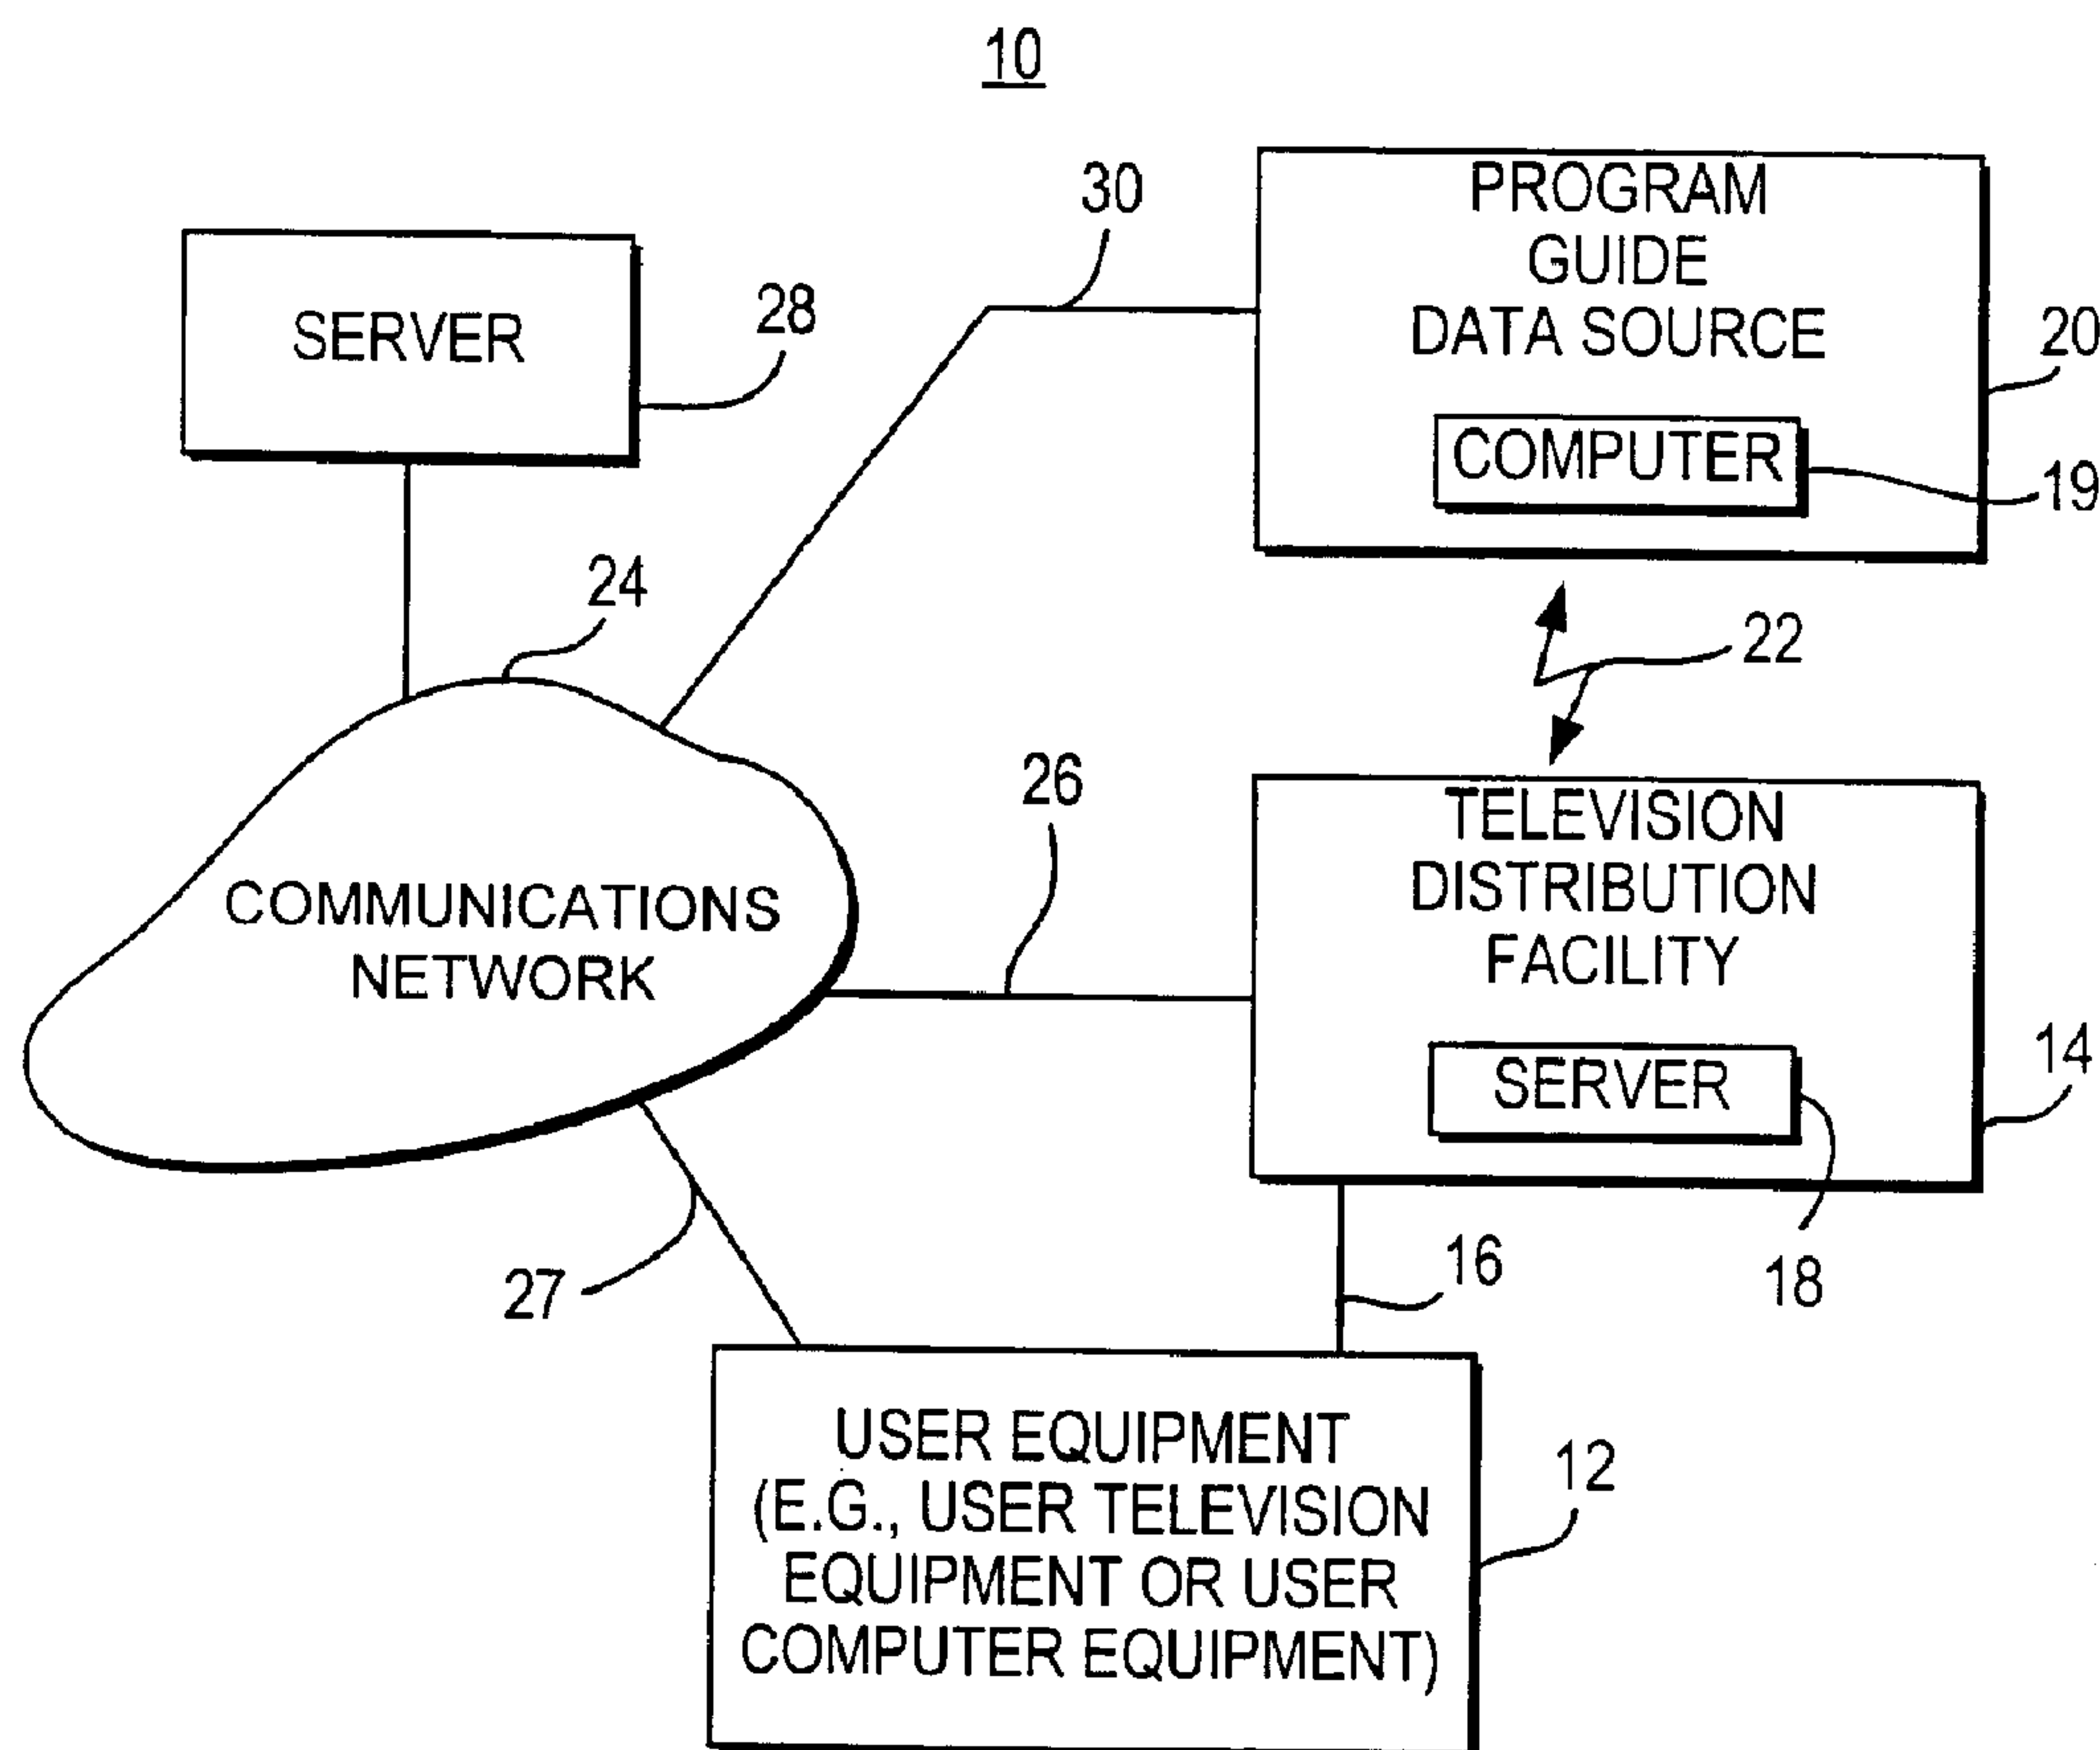 10
30
PROGRAM
GUIDE
DATA SOURCE
20
COMPUTER
19
SERVER
28
24
22
COMMUNICATIONS
NETWORK
26
TELEVISION
DISTRIBUTION
FACILITY
SERVER
14
18
16
27
USER EQUIPMENT
(E.G., USER TELEVISION
EQUIPMENT OR USER
COMPUTER EQUIPMENT)
12